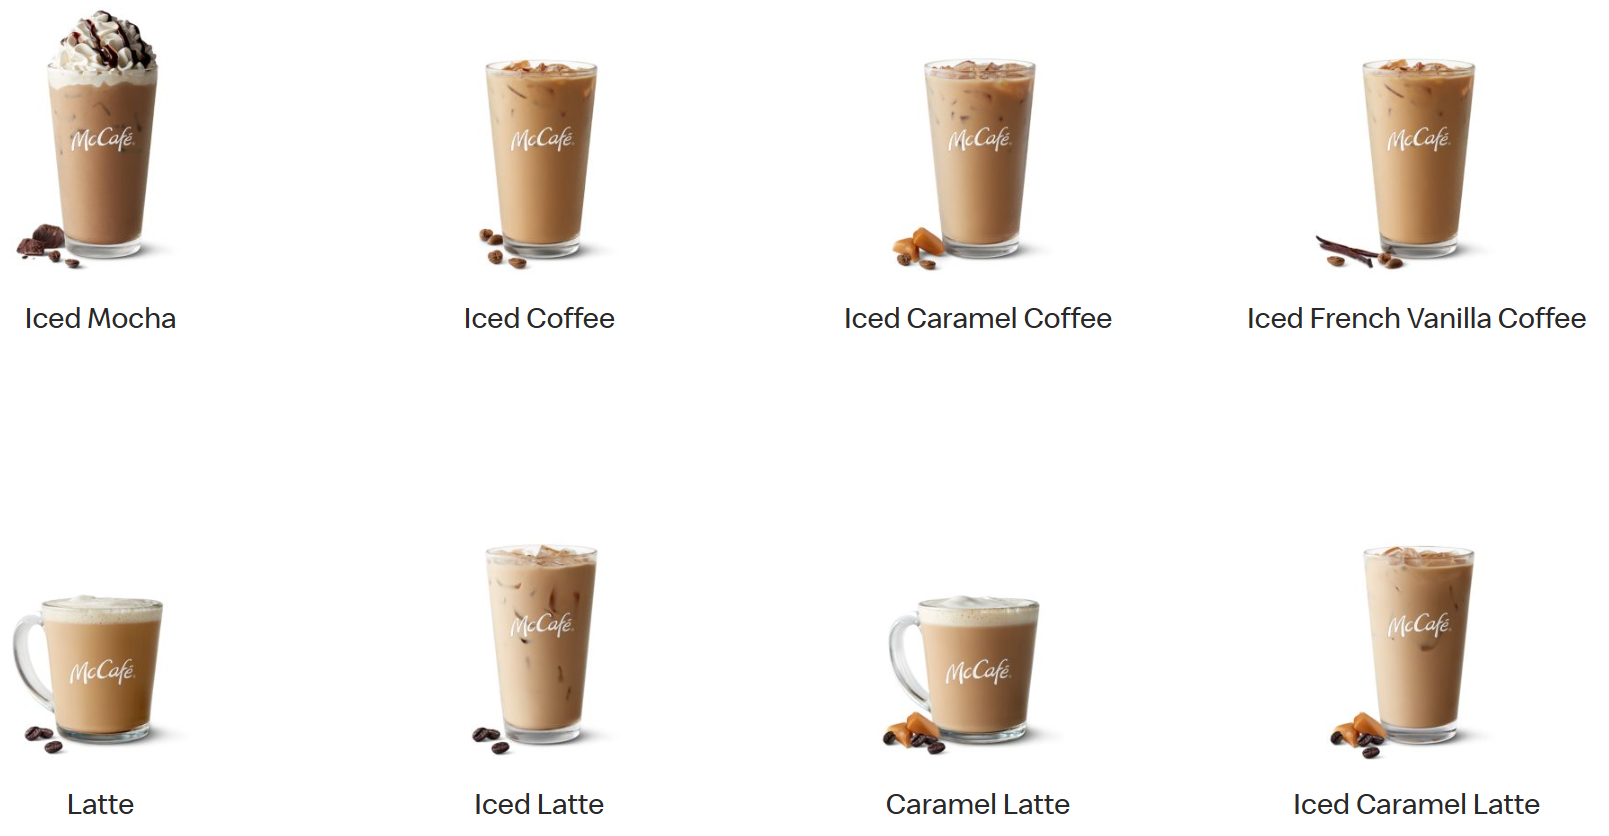 McCafé
McCafé
McCafé
McCafé
Iced Mocha
Iced Coffee
Iced Caramel Coffee
Iced French Vanilla Coffee
McCafé
McCafé
McCafé
McCafé
Latte
Iced Latte
Caramel Latte
Iced Caramel Latte